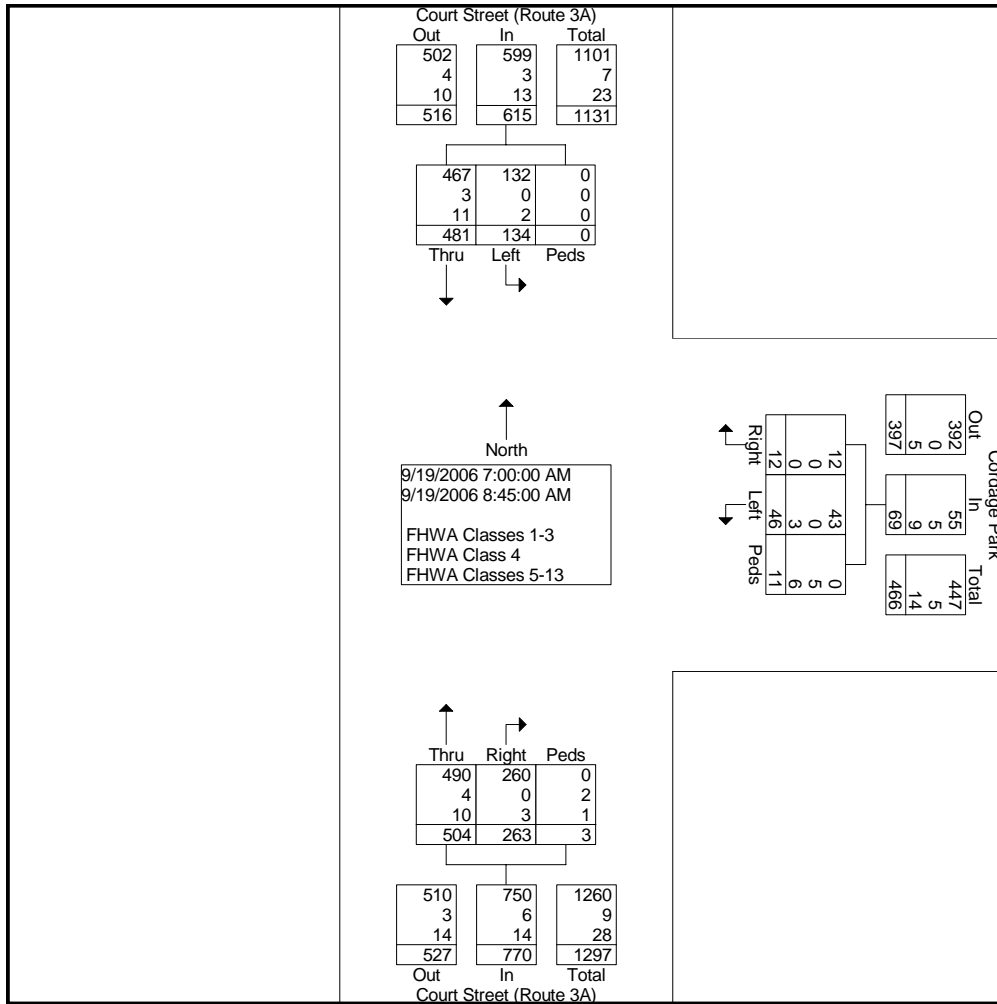 Court Street (Route 3A)
Out In Total
502 599 1101
4 3 7
10 13 23
516 615 1131
467 132 0
3 0 0
11 2 0
481 134 0
Thru Left Peds
North
9/19/2006 7:00:00 AM
9/19/2006 8:45:00 AM
FHWA Classes 1-3
FHWA Class 4
FHWA Classes 5-13
Cordage Park
Out In Total
392 55 447
0 5 5
5 9 14
397 69 466
12 43 0
0 0 5
0 3 6
12 46 11
Right Left Peds
Thru Right Peds
490 260 0
4 0 2
10 3 1
504 263 3
510 750 1260
3 6 9
14 14 28
527 770 1297
Out In Total
Court Street (Route 3A)